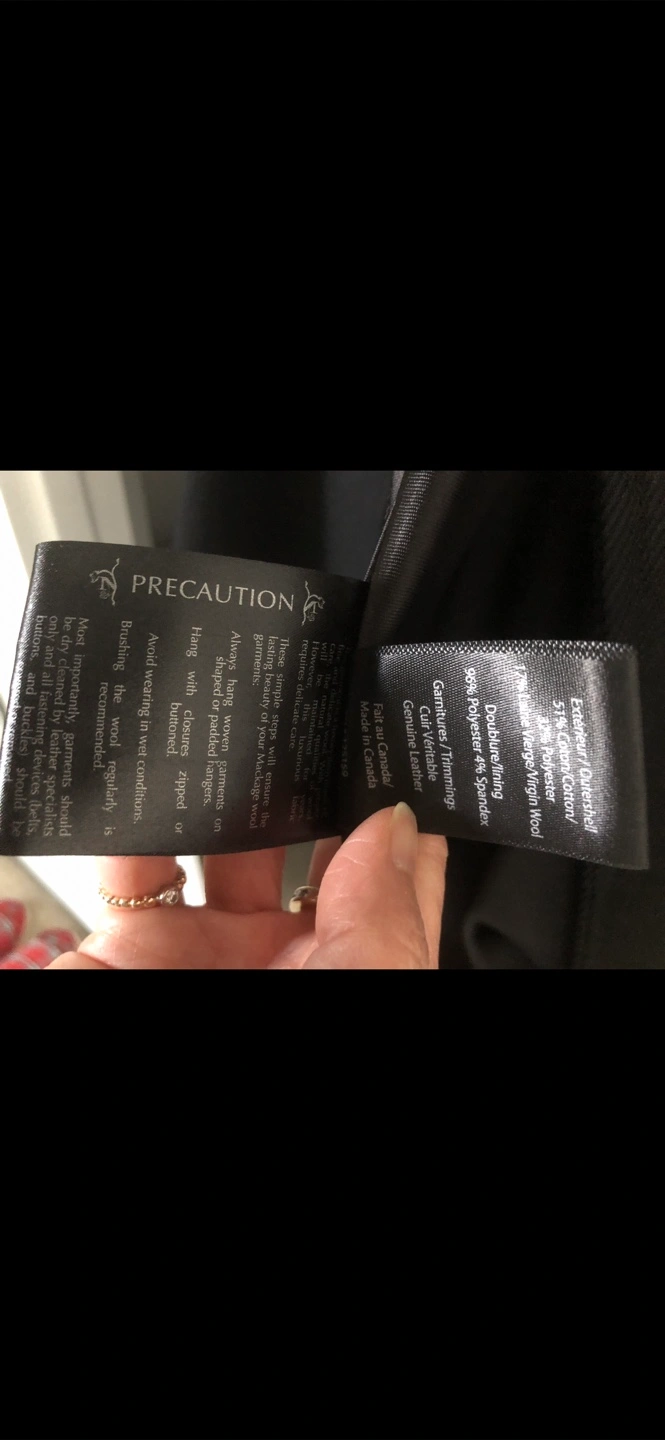 PRECAUTION
requires delicate care.
These simple steps will ensure the
lasting beauty of your Mackage wool
garments:
Always hang woven garments on
shaped or padded hangers.
Hang with closures zipped or
buttoned.
Avoid wearing in wet conditions.
Brushing the wool regularly is
recommended.
Most importantly, garments should
be dry cleaned by leather specialists
only and all fastening devices (belts,
buttons, and buckles) should be
Extérieur / Outershell
51% Coton/Cotton/
Polyester
Vierge/Virgin Wool
Doublure/lining
96% Polyester 4% Spandex
Garnitures / Trimmings
Cuir Véritable
Genuine Leather
Fait au Canada/
Made in Canada